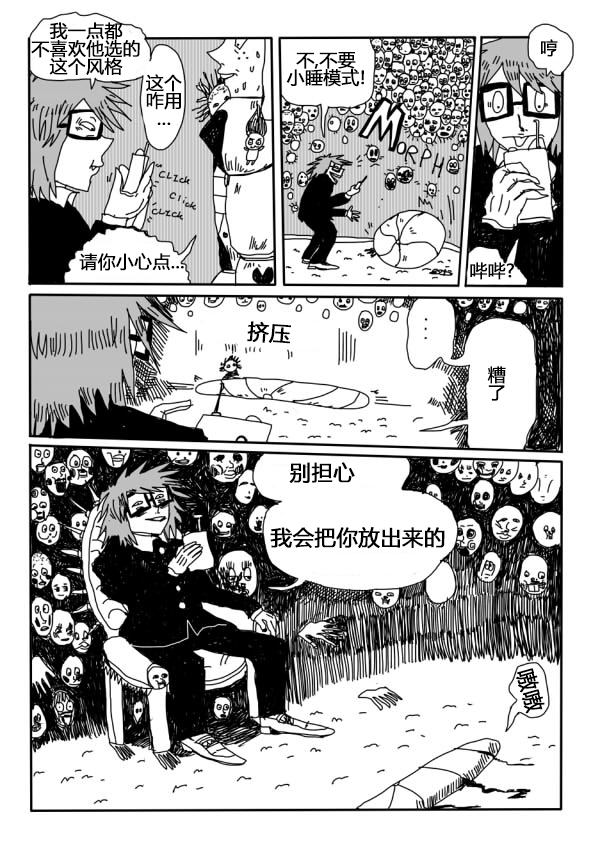 我一点都
不喜欢他选的
这个风格
这个
咋用
...
CLICK
Click
CLICK
请你小心点...
不,不要
小睡模式!
MORPH
哼
哔哔?
挤压
...
糟
了
别担心
我会把你放出来的
嗷嗷